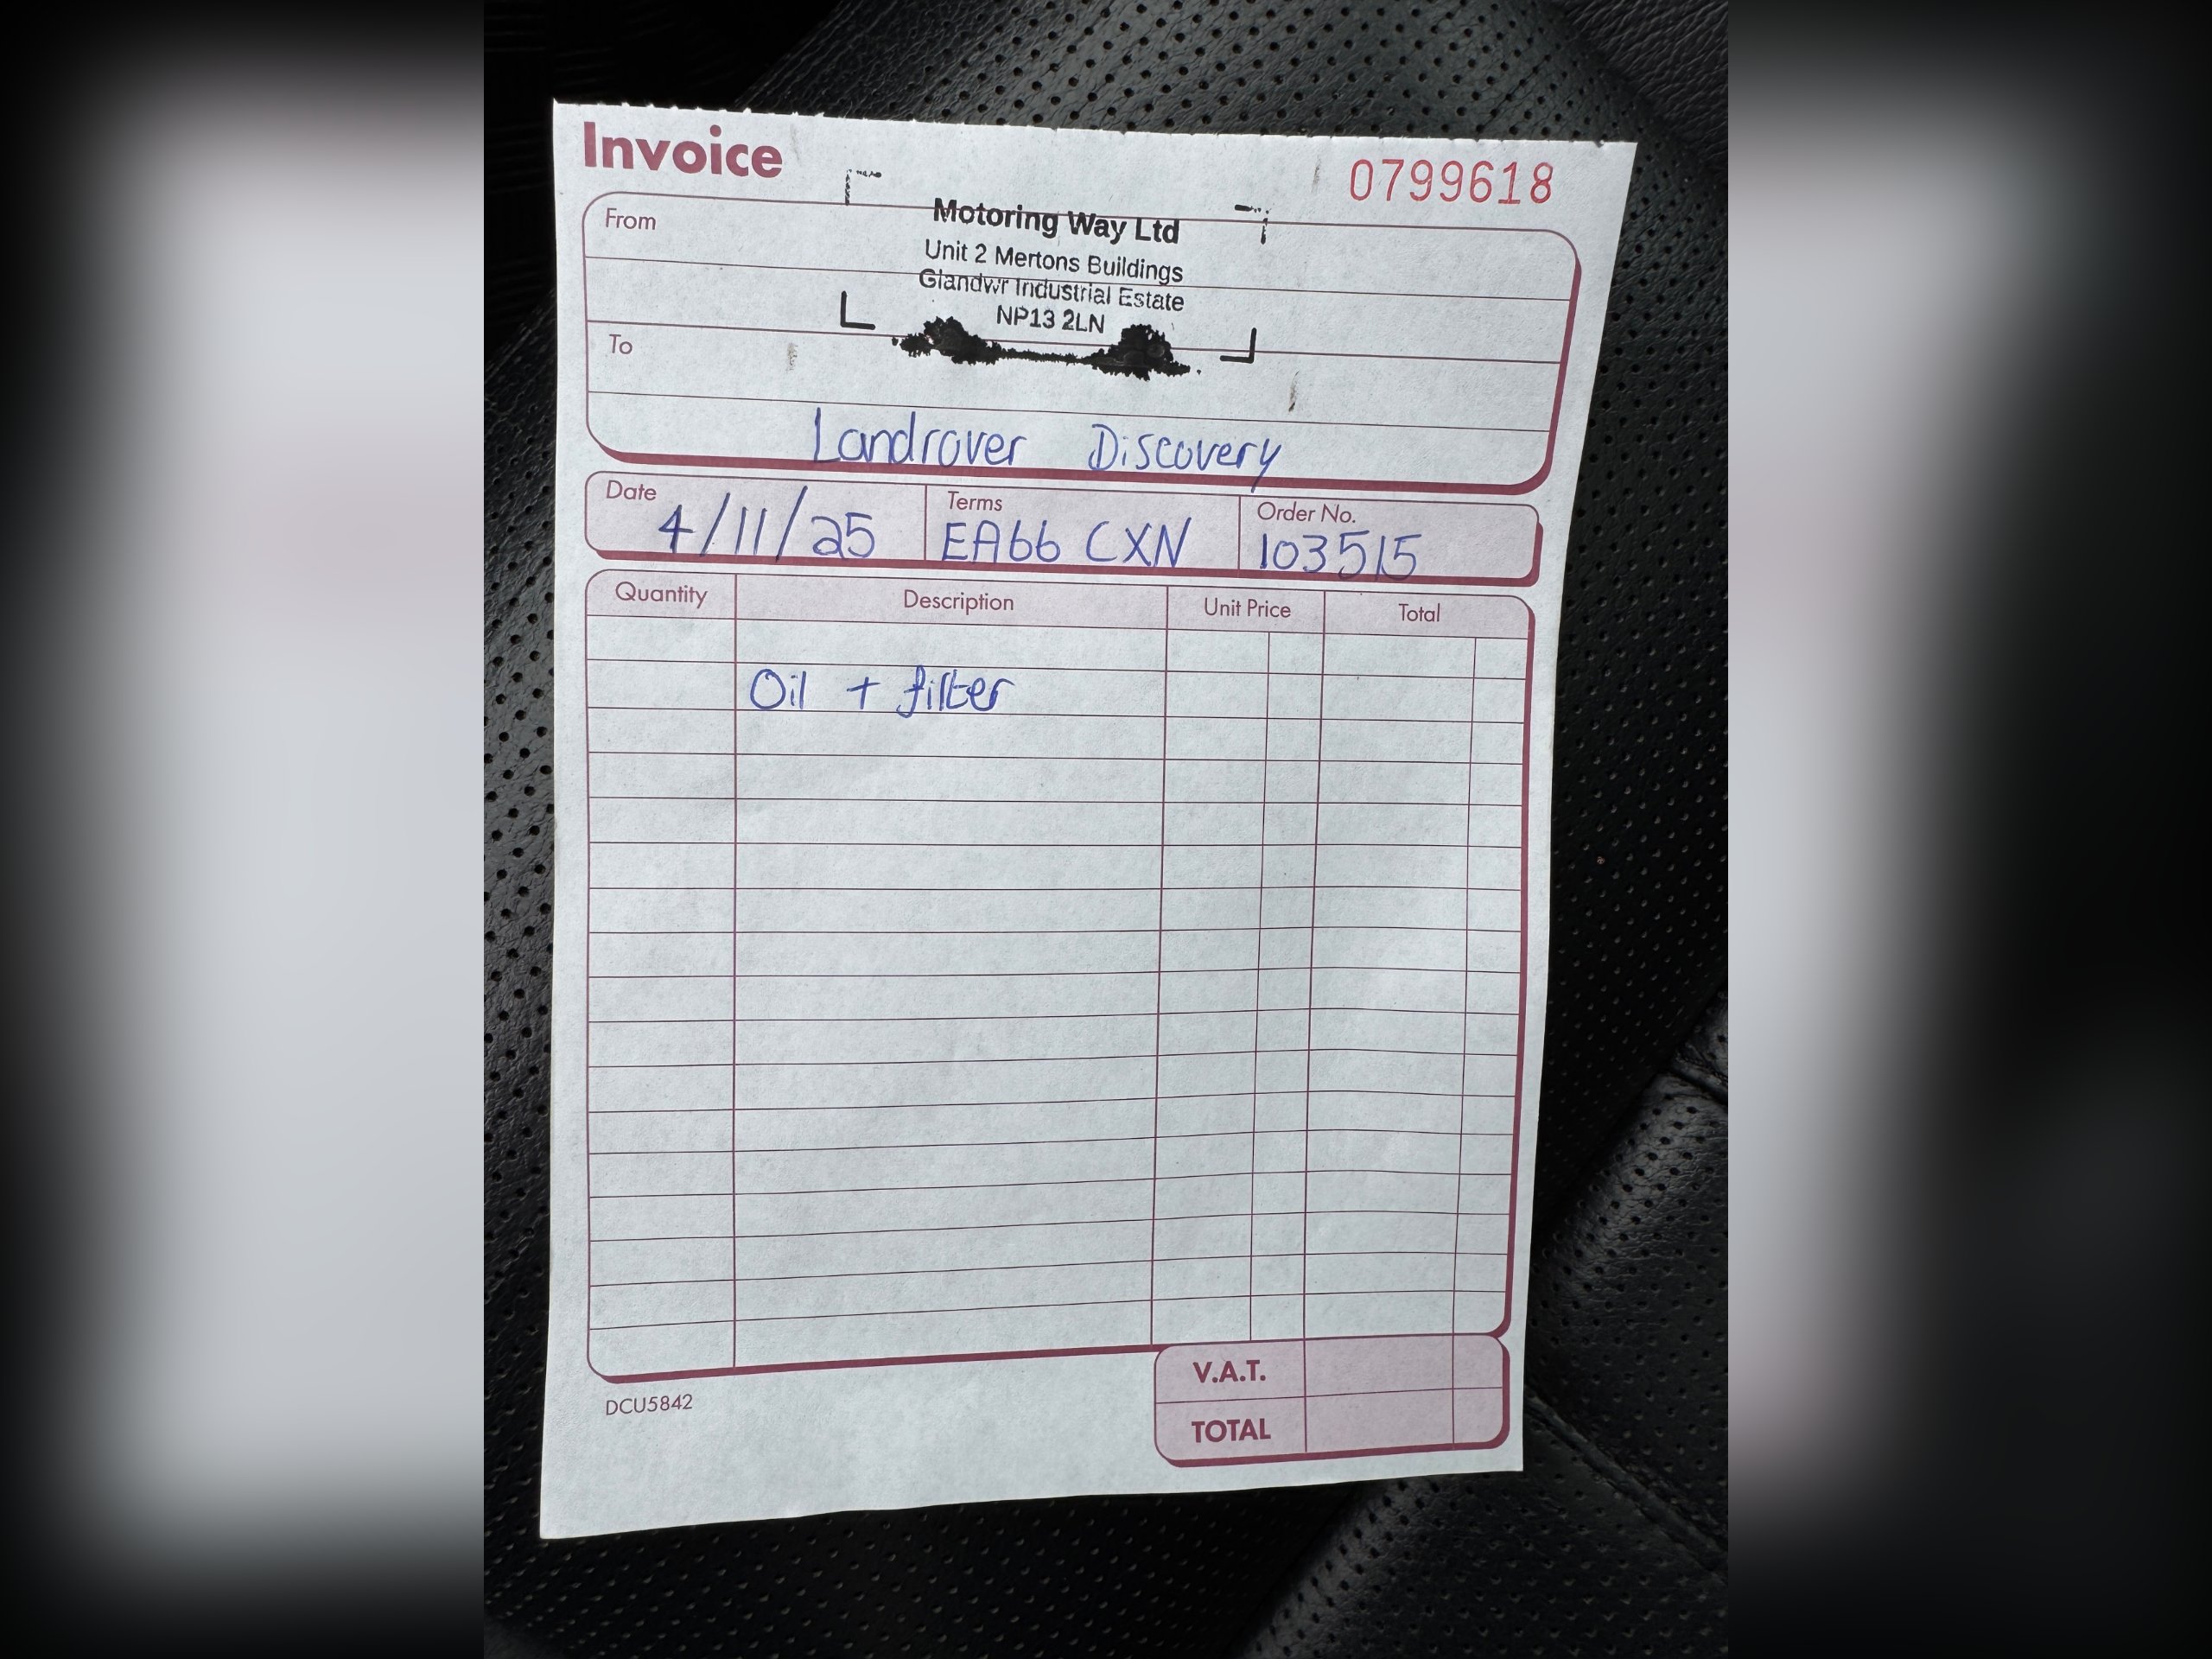 Invoice
0799618
From
Motoring Way Ltd
Unit 2 Mertons Buildings
Glandwr Industrial Estate
NP13 2LN
To
Landrover Discovery
Date 4/11/25
Terms EA66 CXN
Order No. 103515
Quantity Description Unit Price Total
Oil + filter
V.A.T.
TOTAL
DCU5842